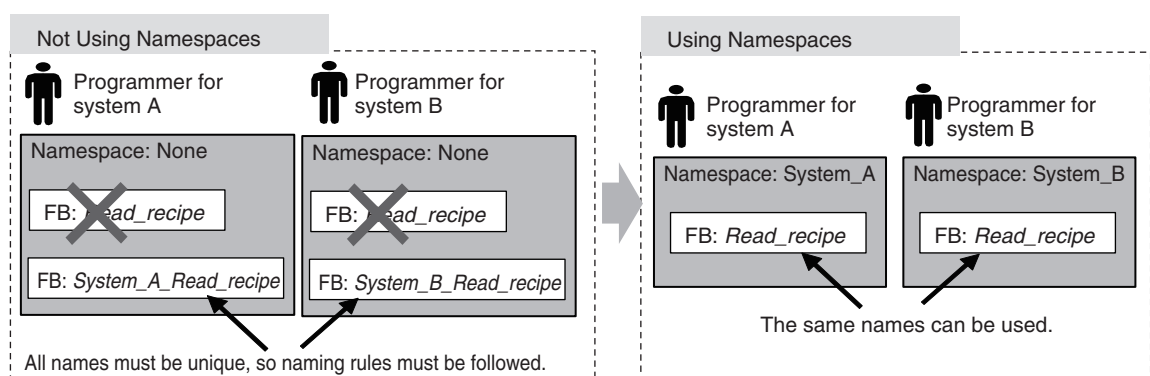 Not Using Namespaces
Programmer for
system A
Programmer for
system B
Namespace: None
FB: Read_recipe
FB: System_A_Read_recipe
Namespace: None
FB: Read_recipe
FB: System_B_Read_recipe
All names must be unique, so naming rules must be followed.
Using Namespaces
Programmer for
system A
Programmer for
system B
Namespace: System_A
FB: Read_recipe
Namespace: System_B
FB: Read_recipe
The same names can be used.